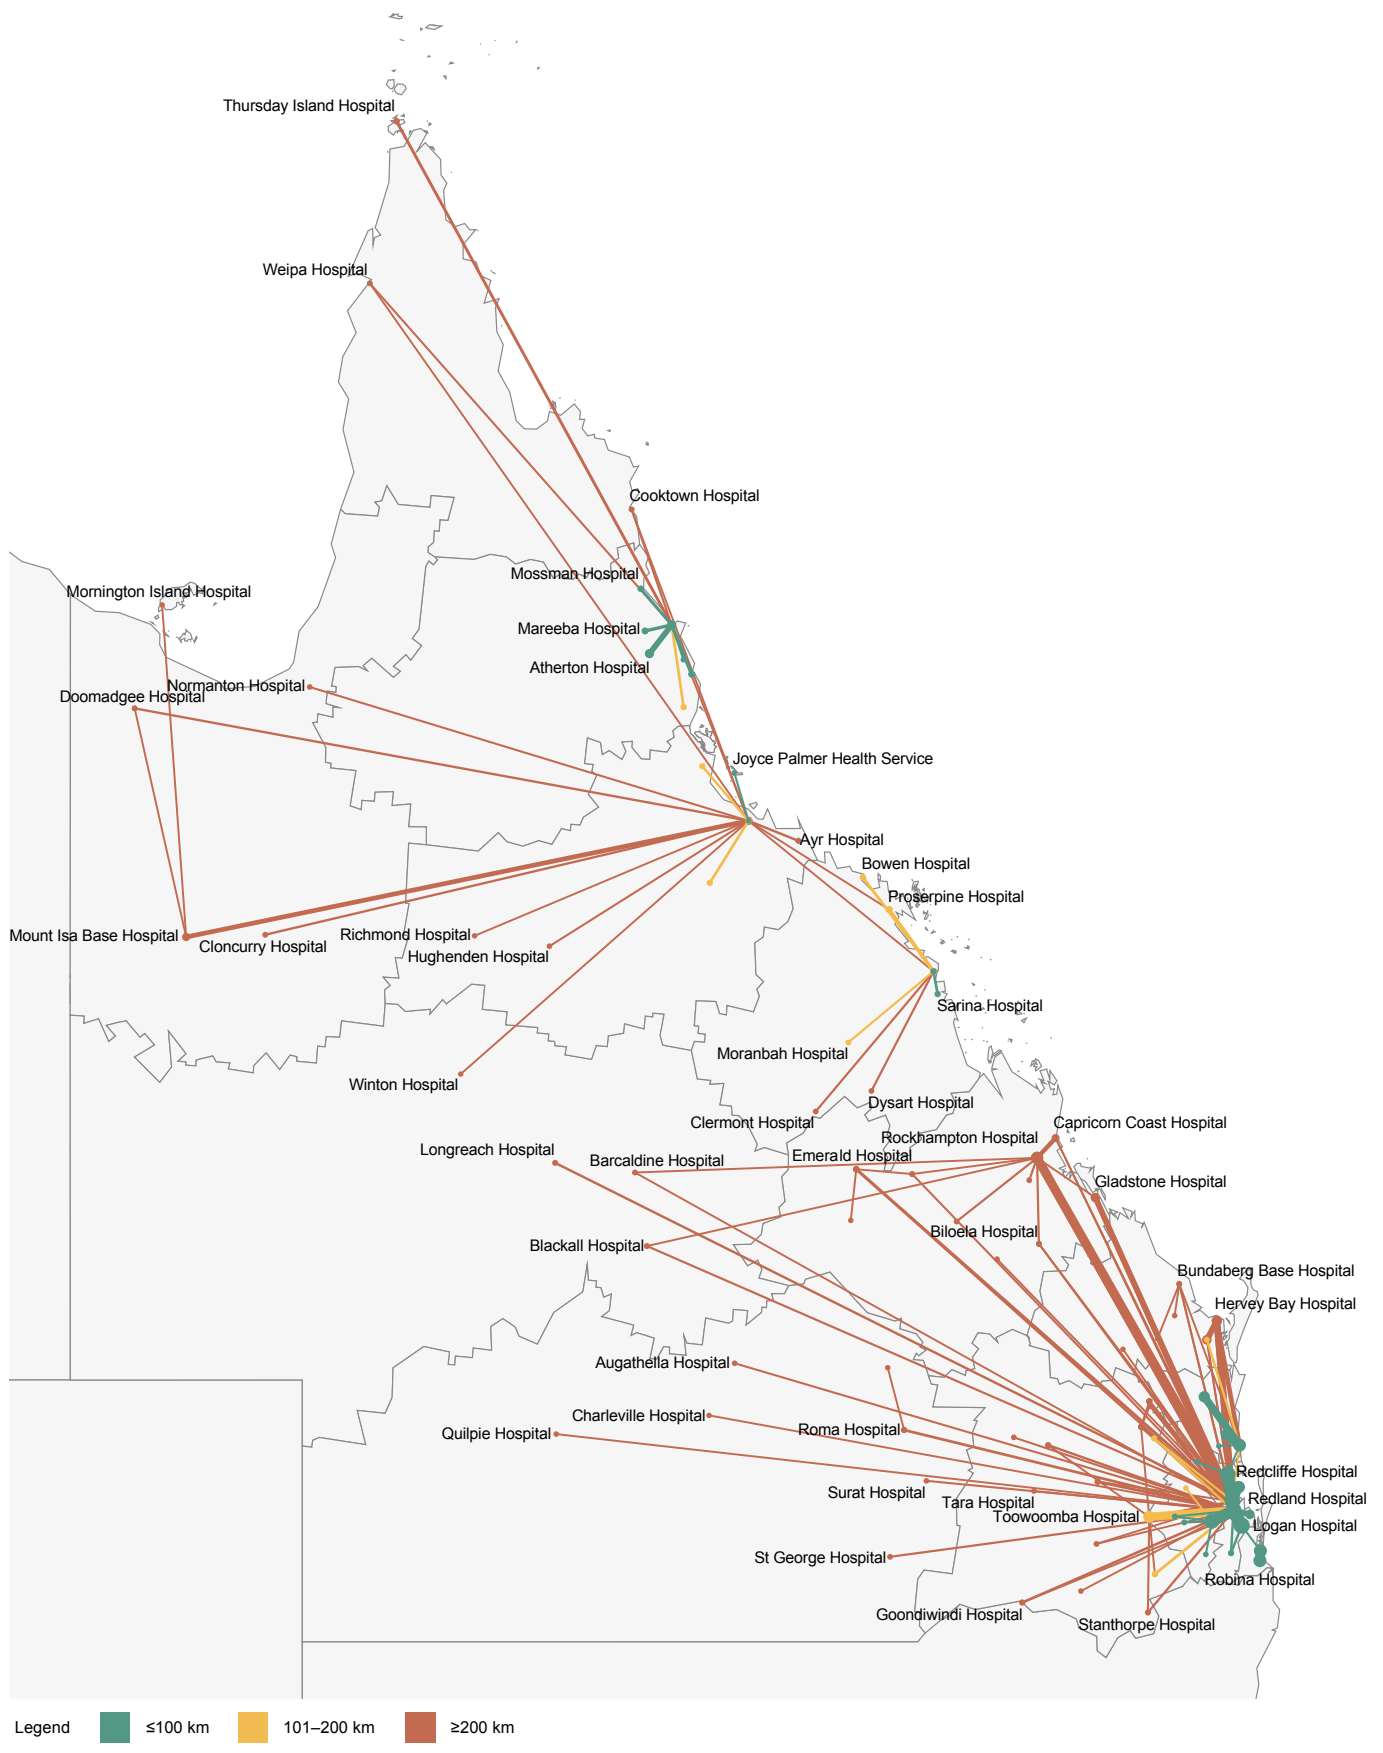 Thursday Island Hospital
Weipa Hospital
Cooktown Hospital
Mossman Hospital
Mornington Island Hospital
Mareeba Hospital
Atherton Hospital
Normanton Hospital
Doomadgee Hospital
Joyce Palmer Health Service
Ayr Hospital
Bowen Hospital
Proserpine Hospital
Mount Isa Base Hospital
Cloncurry Hospital
Richmond Hospital
Hughenden Hospital
Sarina Hospital
Moranbah Hospital
Winton Hospital
Dysart Hospital
Clermont Hospital
Capricorn Coast Hospital
Rockhampton Hospital
Longreach Hospital
Barcaldine Hospital
Emerald Hospital
Gladstone Hospital
Biloela Hospital
Blackall Hospital
Bundaberg Base Hospital
Hervey Bay Hospital
Augathella Hospital
Charleville Hospital
Roma Hospital
Quilpie Hospital
Redcliffe Hospital
Surat Hospital
Tara Hospital
Redland Hospital
Toowoomba Hospital
Logan Hospital
St George Hospital
Robina Hospital
Goondiwindi Hospital
Stanthorpe Hospital
Legend
≤100 km
101–200 km
≥200 km